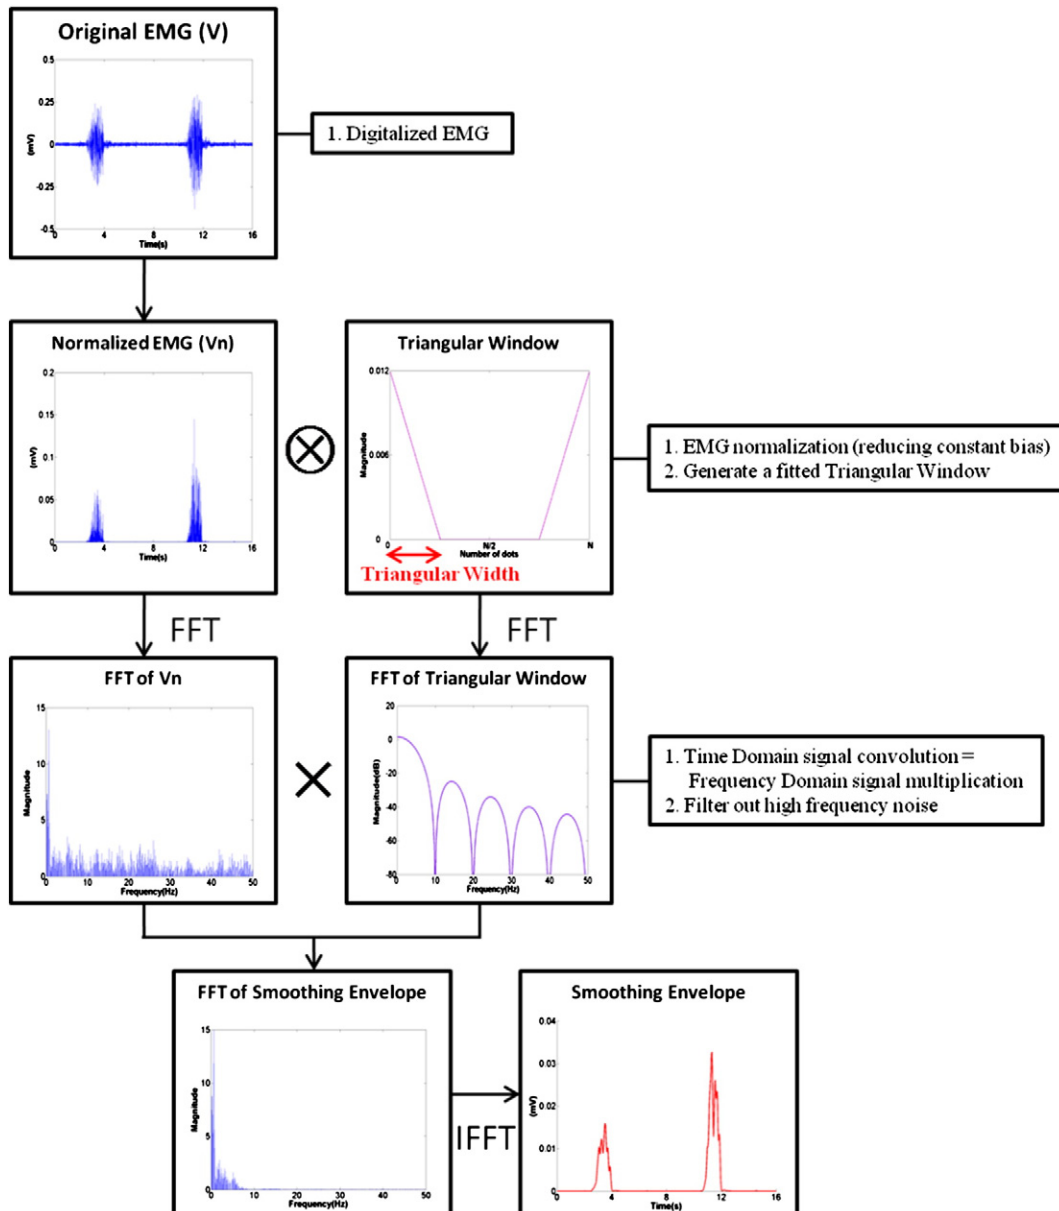 Original EMG (V)
0.5
0.25
0
-0.25
-0.5
(mV)
0 4 8 12 16
Time(s)
1. Digitalized EMG
Normalized EMG (Vn)
0.2
0.15
0.1
0.05
0
(mV)
0 4 8 12 16
Time(s)
Triangular Window
0.012
0.006
0
Magnitude
0 N/2 N
Number of dots
Triangular Width
1. EMG normalization (reducing constant bias)
2. Generate a fitted Triangular Window
FFT
FFT
FFT of Vn
15
10
5
0
Magnitude
0 10 20 30 40 50
Frequency(Hz)
FFT of Triangular Window
20
0
-20
-40
-60
-80
Magnitude(dB)
0 10 20 30 40 50
Frequency(Hz)
1. Time Domain signal convolution =
Frequency Domain signal multiplication
2. Filter out high frequency noise
FFT of Smoothing Envelope
15
10
5
0
Magnitude
0 10 20 30 40 50
Frequency(Hz)
IFFT
Smoothing Envelope
0.04
0.03
0.02
0.01
0
(mV)
0 4 8 12 16
Time(s)